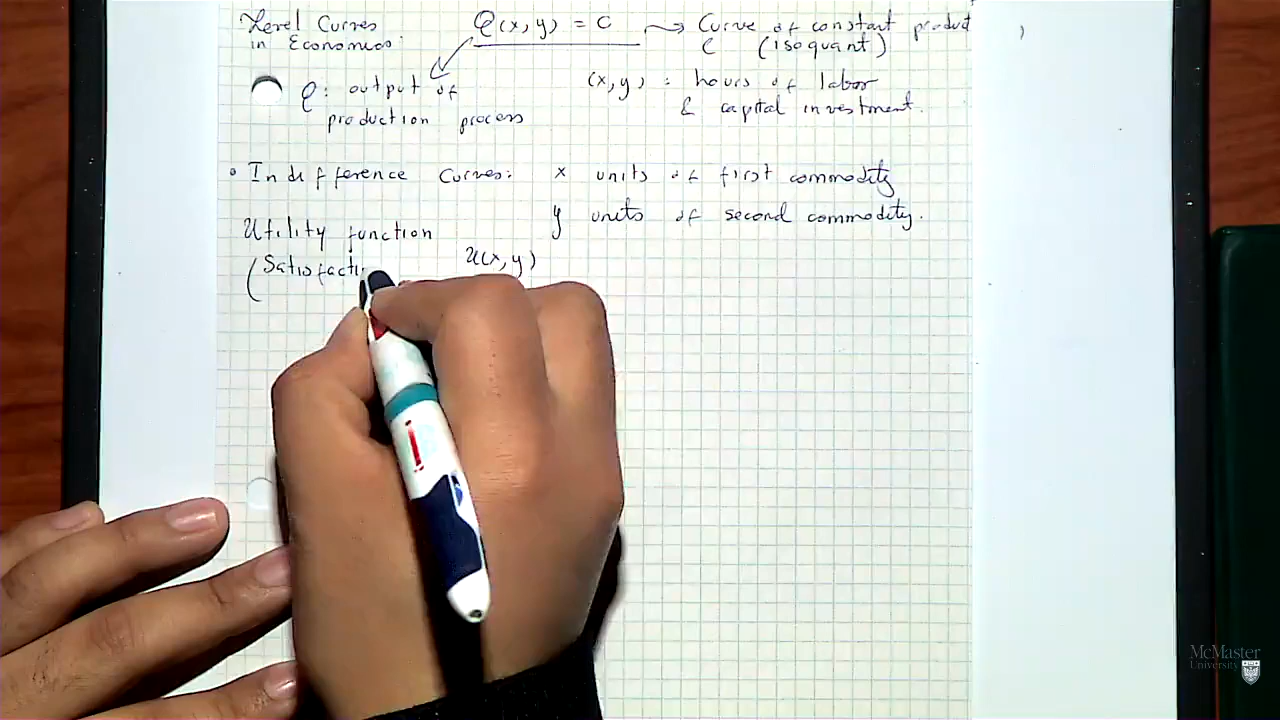 Level Curves
in Economics:
Q(x, y) = C ⇝ Curve of constant product
C (isoquant)
Q: output of
production process
(x, y) : hours of labor
& capital investment.
• Indifference Curves: x units of first commodity
y units of second commodity.
Utility function
U(x, y)
(Satisfacti
McMaster
University